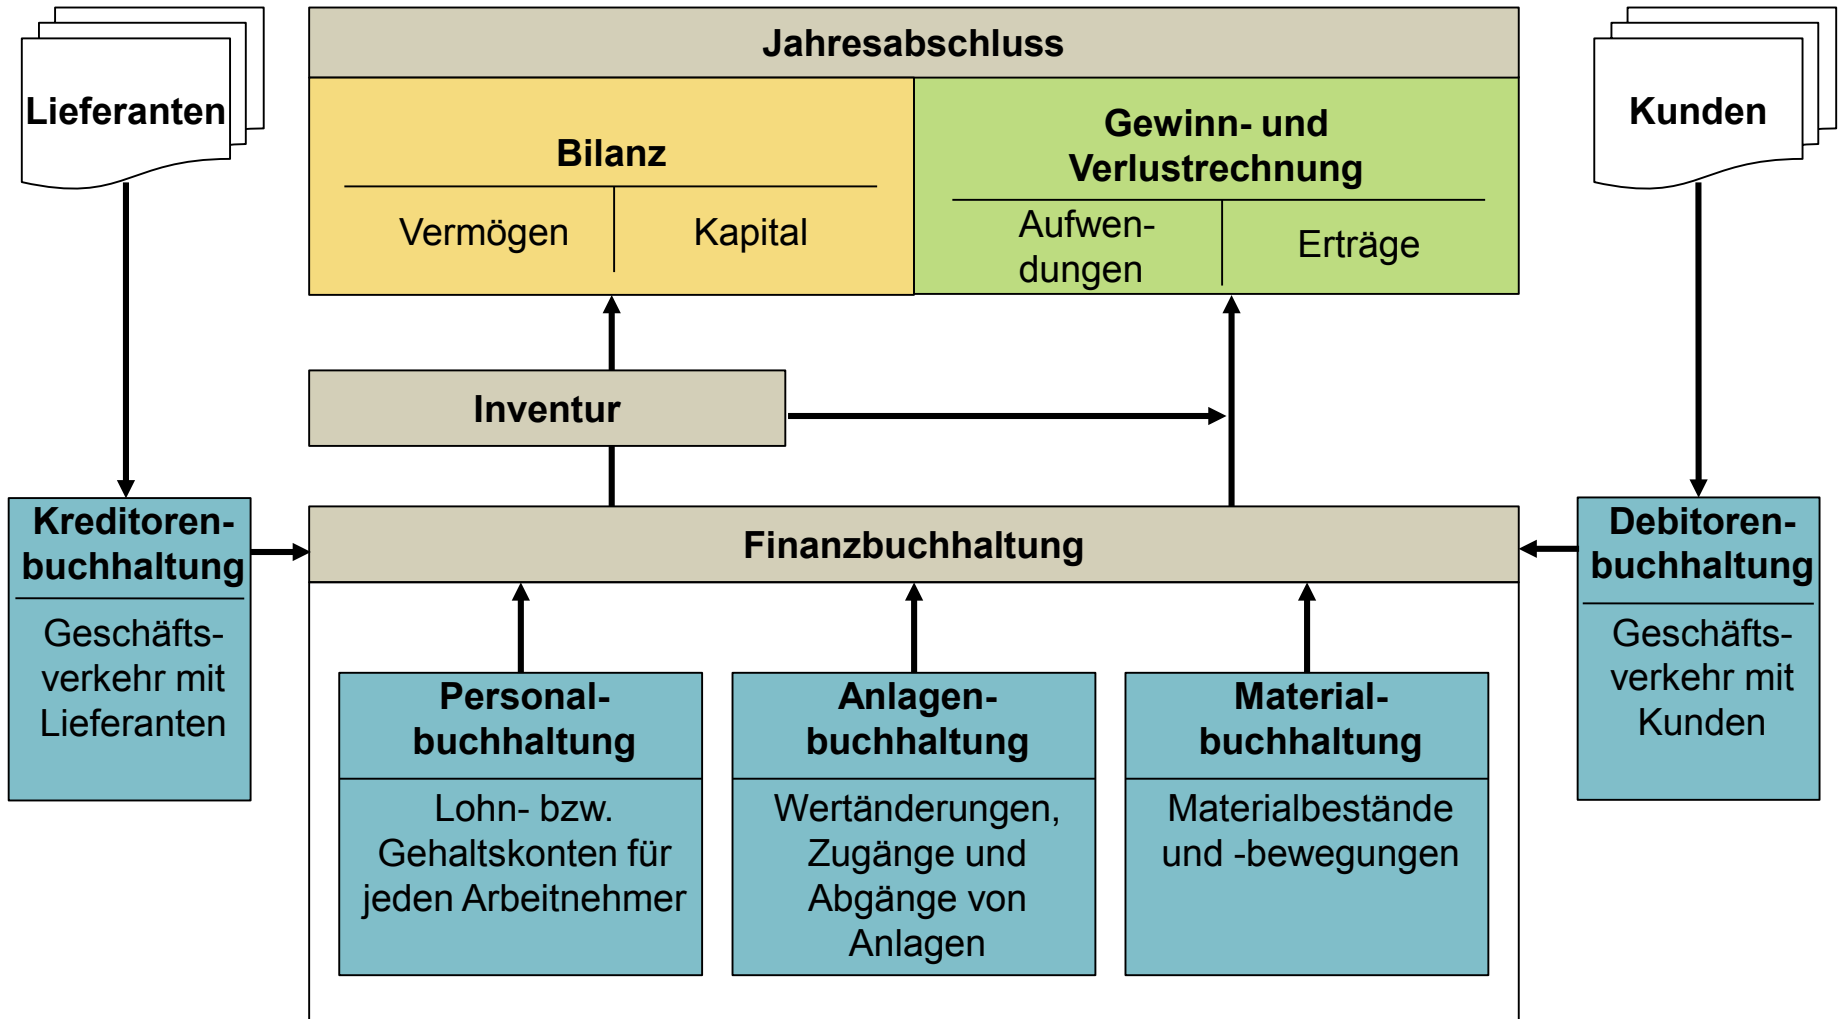 Lieferanten
Jahresabschluss
Kunden
Bilanz
Vermögen
Kapital
Gewinn- und
Verlustrechnung
Aufwen-
dungen
Erträge
Inventur
Kreditoren-
buchhaltung
Geschäfts-
verkehr mit
Lieferanten
Finanzbuchhaltung
Debitoren-
buchhaltung
Geschäfts-
verkehr mit
Kunden
Personal-
buchhaltung
Lohn- bzw.
Gehaltskonten für
jeden Arbeitnehmer
Anlagen-
buchhaltung
Wertänderungen,
Zugänge und
Abgänge von
Anlagen
Material-
buchhaltung
Materialbestände
und -bewegungen